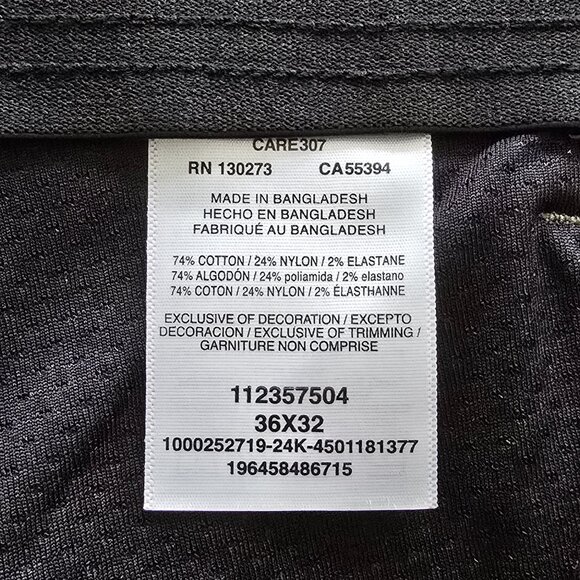 CARE307
RN 130273 CA55394
MADE IN BANGLADESH
HECHO EN BANGLADESH
FABRIQUÉ AU BANGLADESH
74% COTTON / 24% NYLON / 2% ELASTANE
74% ALGODÓN / 24% poliamida / 2% elastano
74% COTON / 24% NYLON / 2% ÉLASTHANNE
EXCLUSIVE OF DECORATION / EXCEPTO
DECORACION / EXCLUSIVE OF TRIMMING /
GARNITURE NON COMPRISE
112357504
36X32
1000252719-24K-4501181377
196458486715